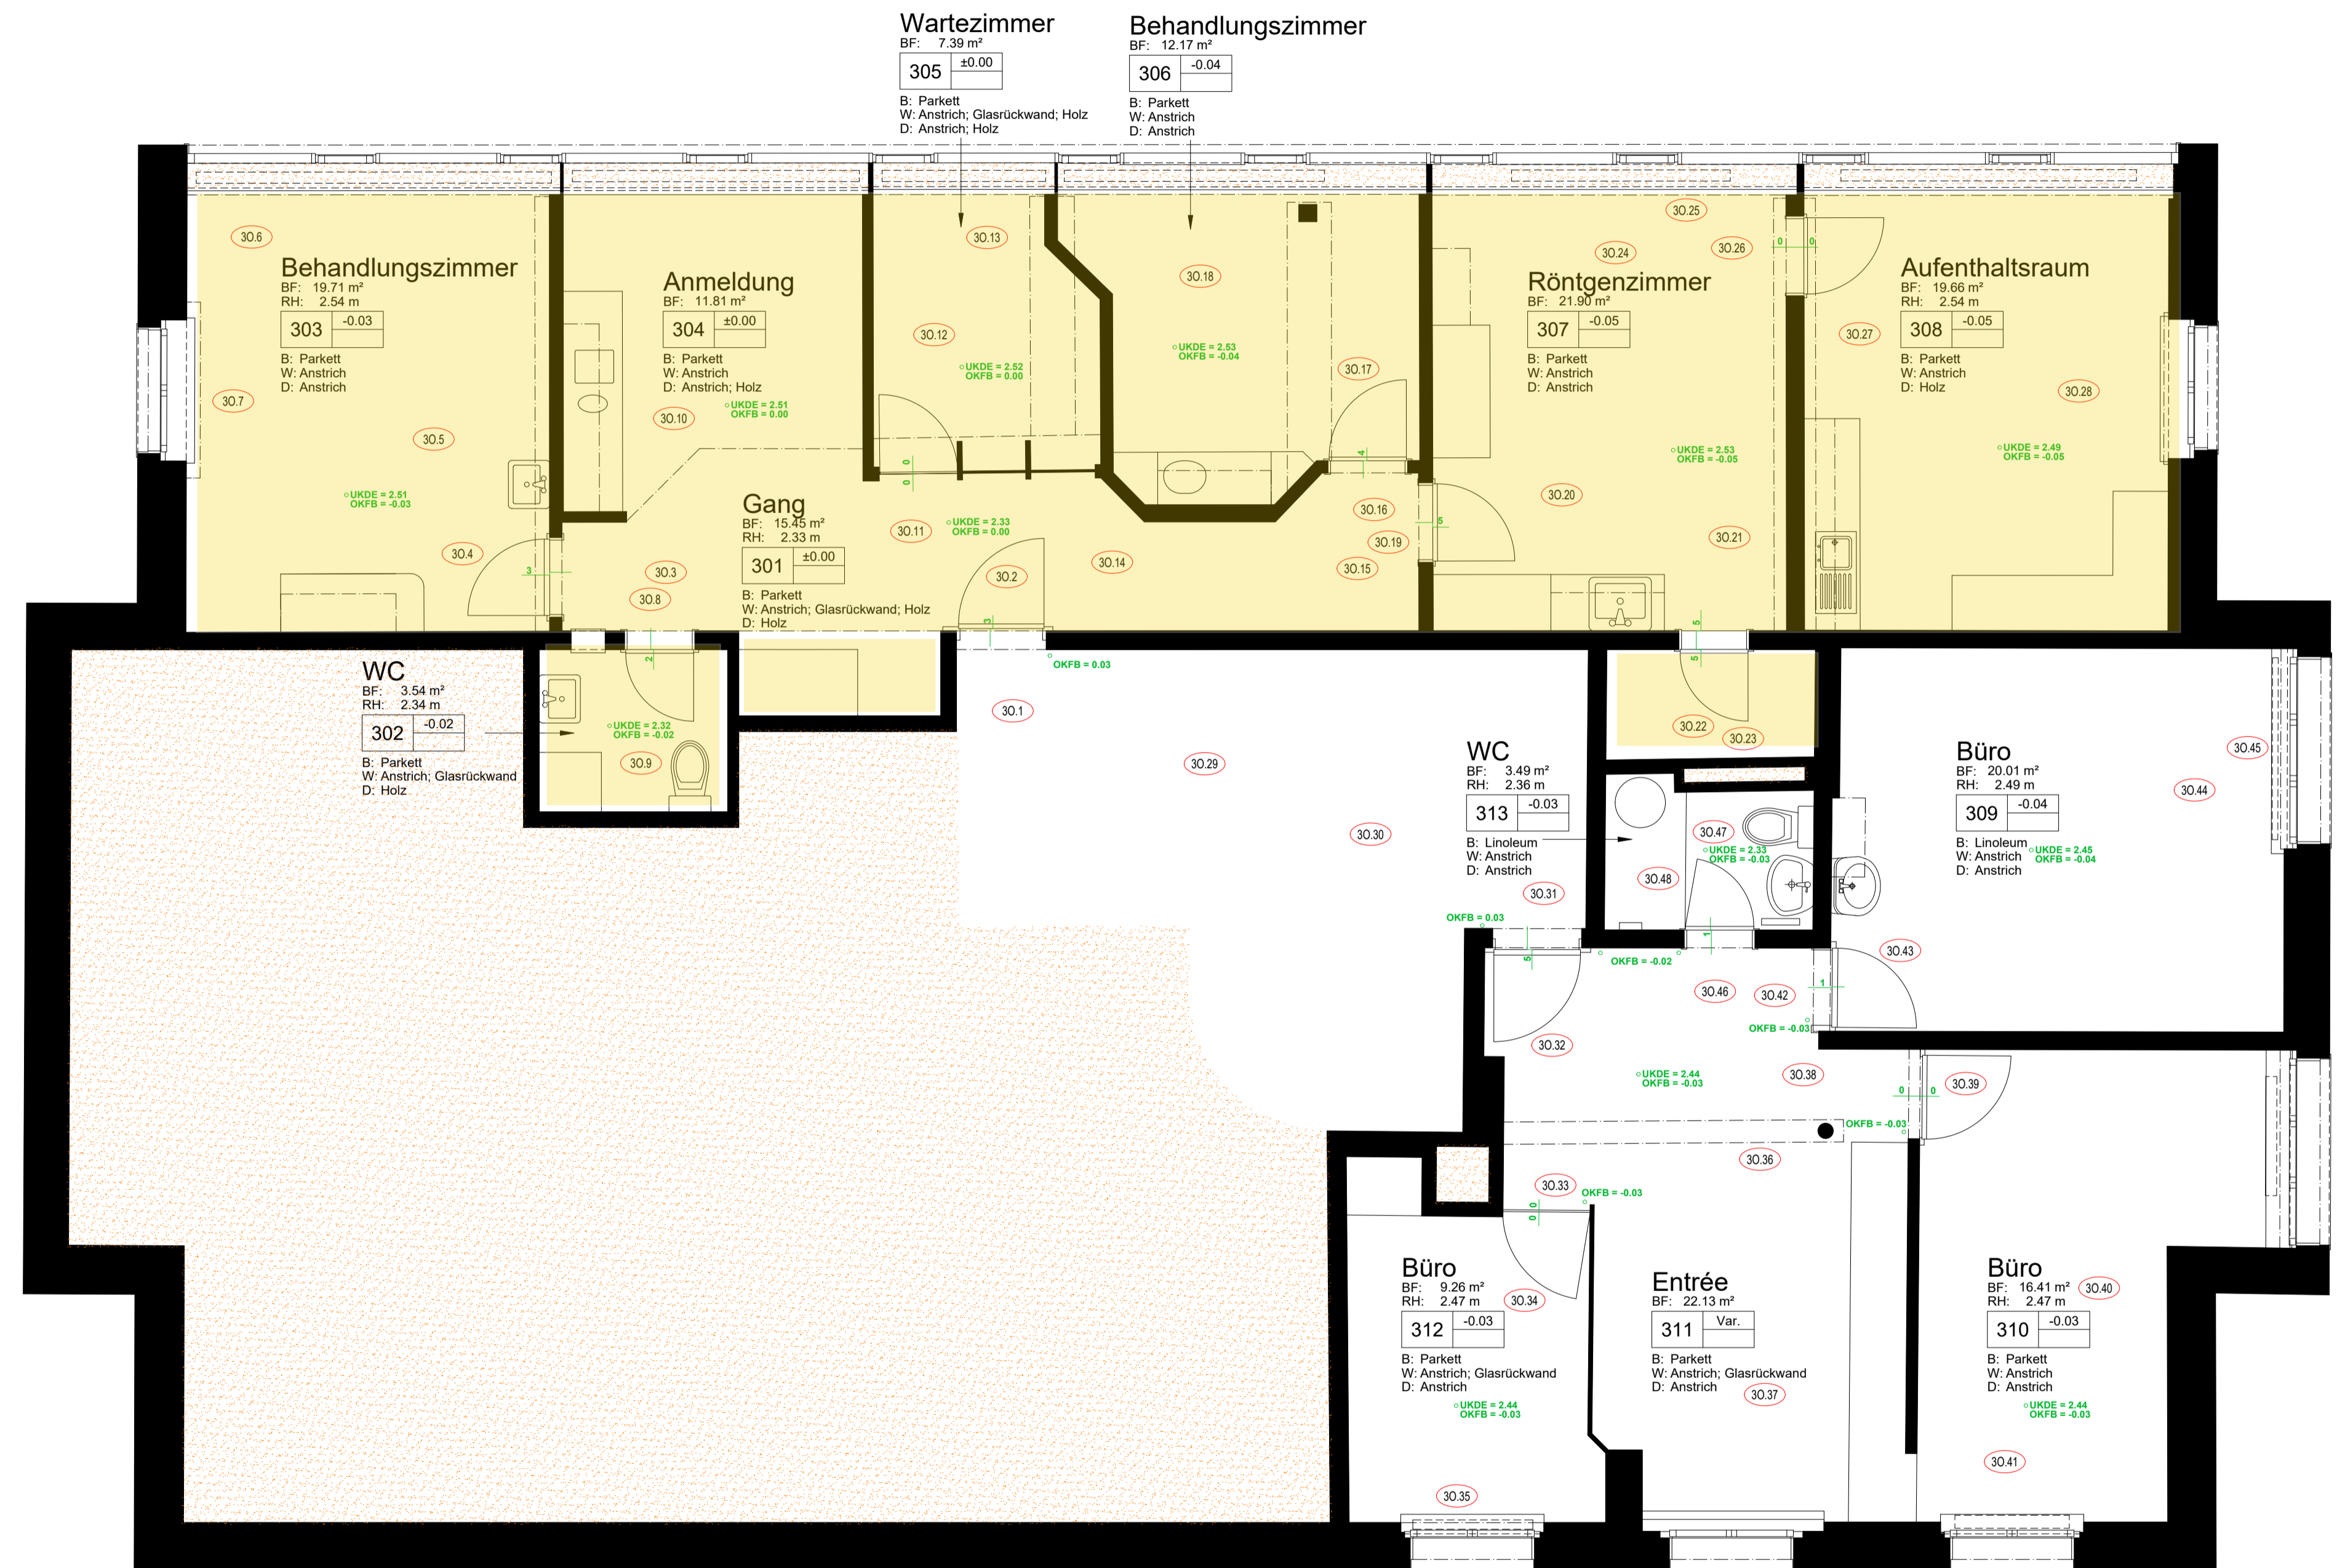 Wartezimmer
BF: 7.39 m²
305 ±0.00
B: Parkett
W: Anstrich; Glasrückwand; Holz
D: Anstrich; Holz
Behandlungszimmer
BF: 12.17 m²
306 -0.04
B: Parkett
W: Anstrich
D: Anstrich
30.6
Behandlungszimmer
BF: 19.71 m²
RH: 2.54 m
303 -0.03
B: Parkett
W: Anstrich
D: Anstrich
30.7
30.5
UKDE = 2.51
OKFB = -0.03
30.4
3
Anmeldung
BF: 11.81 m²
304 ±0.00
B: Parkett
W: Anstrich
D: Anstrich; Holz
30.10
UKDE = 2.51
OKFB = 0.00
30.13
30.12
UKDE = 2.52
OKFB = 0.00
0 0
30.18
UKDE = 2.53
OKFB = -0.04
30.17
4
Gang
BF: 15.45 m²
RH: 2.33 m
301 ±0.00
B: Parkett
W: Anstrich; Glasrückwand; Holz
D: Holz
30.11
UKDE = 2.33
OKFB = 0.00
30.3
30.8
30.2
3
30.14
30.16
30.19
30.15
5
30.25
30.24
30.26
0 0
Röntgenzimmer
BF: 21.90 m²
307 -0.05
B: Parkett
W: Anstrich
D: Anstrich
UKDE = 2.53
OKFB = -0.05
30.20
30.21
5
5
Aufenthaltsraum
BF: 19.66 m²
RH: 2.54 m
308 -0.05
B: Parkett
W: Anstrich
D: Holz
30.27
30.28
UKDE = 2.49
OKFB = -0.05
WC
BF: 3.54 m²
RH: 2.34 m
302 -0.02
B: Parkett
W: Anstrich; Glasrückwand
D: Holz
2
UKDE = 2.32
OKFB = -0.02
30.9
OKFB = 0.03
30.1
30.29
30.30
30.22
30.23
WC
BF: 3.49 m²
RH: 2.36 m
313 -0.03
B: Linoleum
W: Anstrich
D: Anstrich
30.47
UKDE = 2.33
OKFB = -0.03
30.48
1
30.31
OKFB = 0.03
5
OKFB = -0.02
Büro
BF: 20.01 m²
RH: 2.49 m
309 -0.04
B: Linoleum
W: Anstrich
D: Anstrich
UKDE = 2.45
OKFB = -0.04
30.45
30.44
30.43
30.46
30.42
1
OKFB = -0.03
30.32
UKDE = 2.44
OKFB = -0.03
30.38
30.39
0 0
OKFB = -0.03
30.36
30.33
OKFB = -0.03
0 0
Büro
BF: 9.26 m²
RH: 2.47 m
312 -0.03
B: Parkett
W: Anstrich; Glasrückwand
D: Anstrich
30.34
UKDE = 2.44
OKFB = -0.03
30.35
Entrée
BF: 22.13 m²
311 Var.
B: Parkett
W: Anstrich; Glasrückwand
D: Anstrich
30.37
Büro
BF: 16.41 m²
RH: 2.47 m
310 -0.03
B: Parkett
W: Anstrich
D: Anstrich
30.40
UKDE = 2.44
OKFB = -0.03
30.41